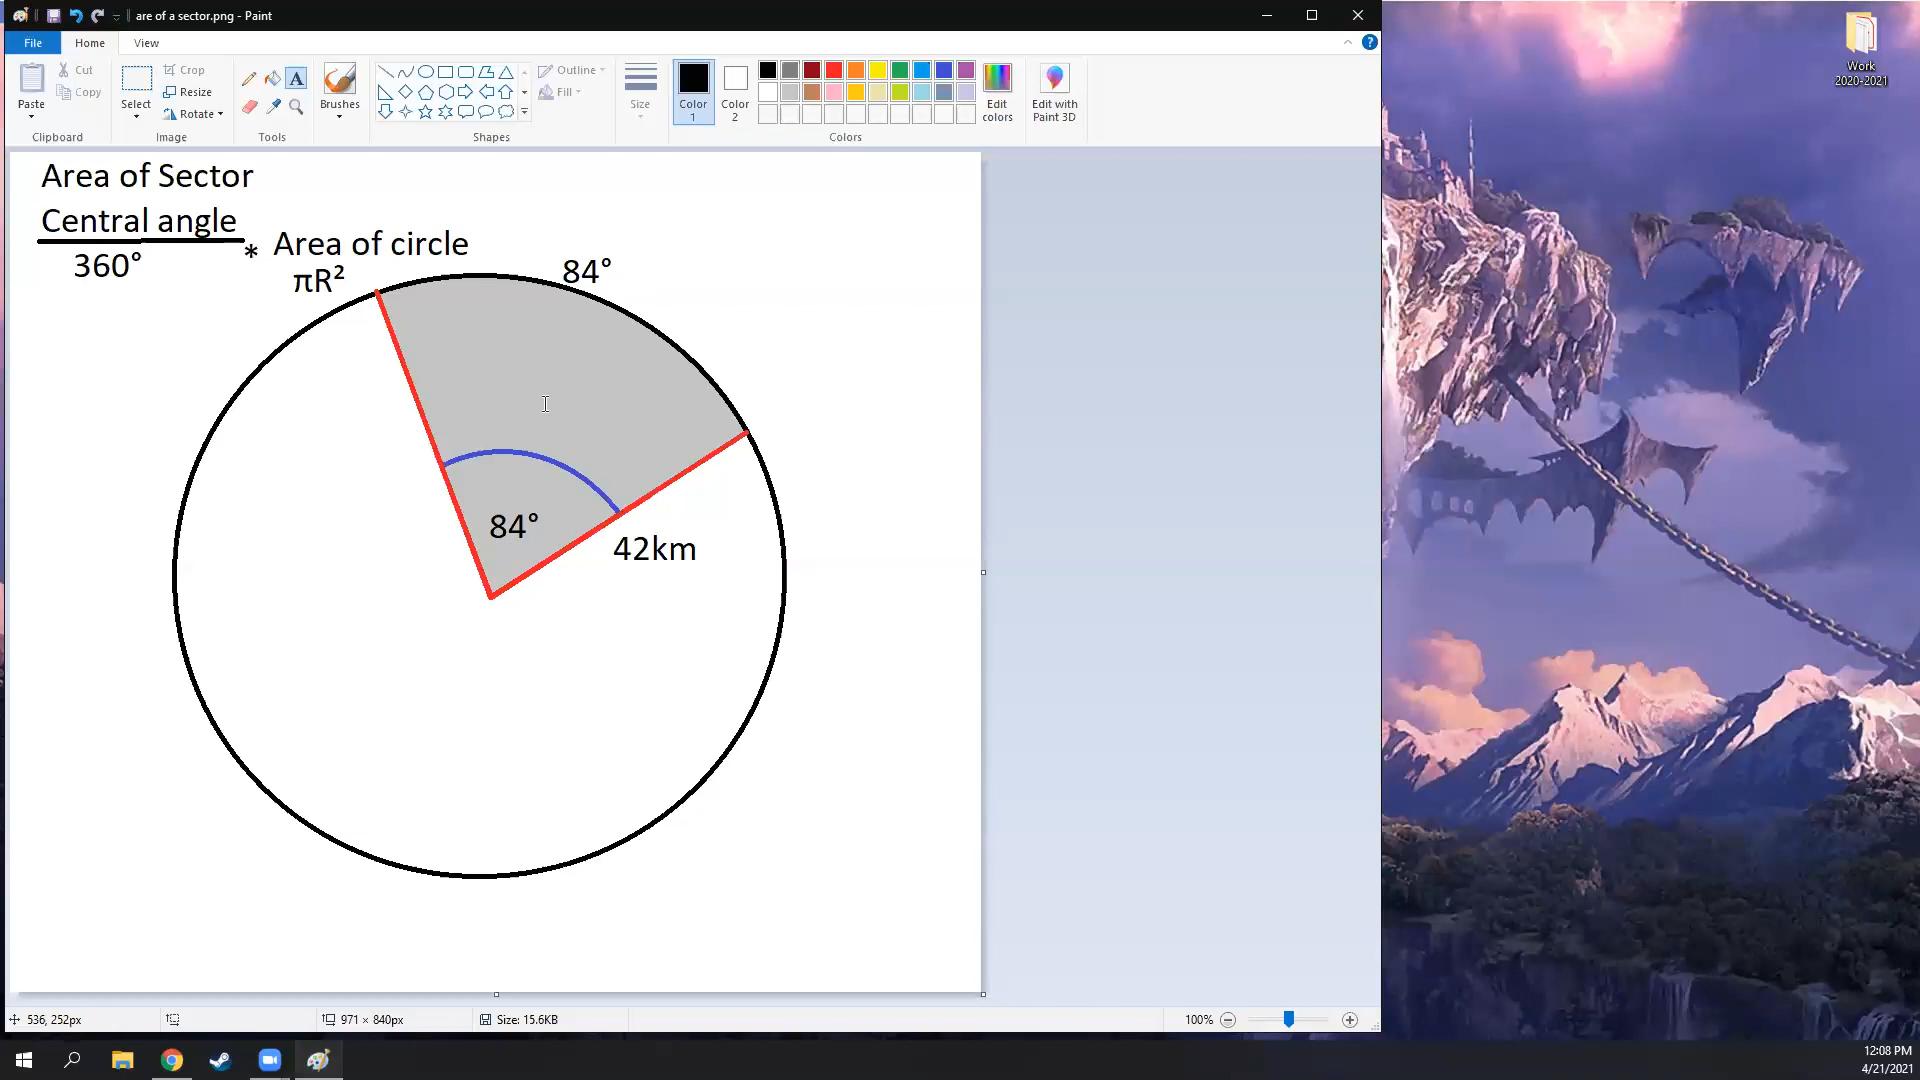 are of a sector.png - Paint
File Home View
Paste
Cut
Copy
Clipboard
Select
Crop
Resize
Rotate
Image
A
Tools
Brushes
Shapes
Outline
Fill
Size
Color 1
Color 2
Colors
Edit colors
Edit with Paint 3D
Area of Sector
Central angle
360°
* Area of circle
πR²
84°
84°
42km
536, 252px
971 × 840px
Size: 15.6KB
100%
Work 2020-2021
12:08 PM
4/21/2021